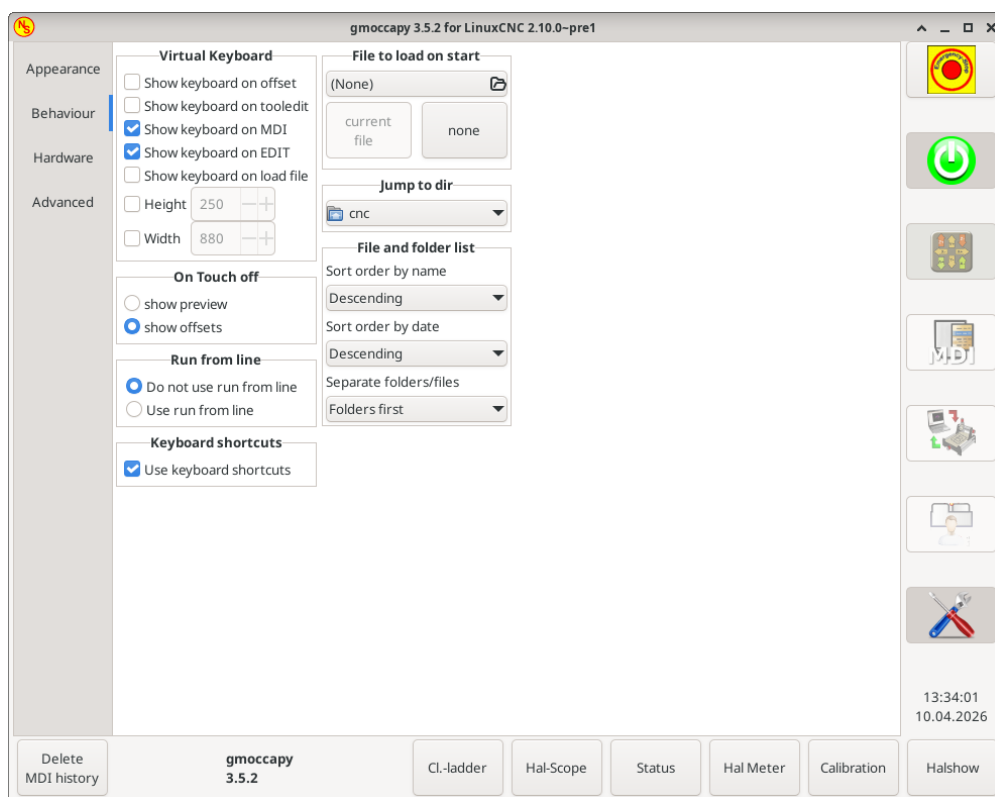 gmoccapy 3.5.2 for LinuxCNC 2.10.0~pre1
Appearance
Behaviour
Hardware
Advanced
Virtual Keyboard
Show keyboard on offset
Show keyboard on tooledit
Show keyboard on MDI
Show keyboard on EDIT
Show keyboard on load file
Height 250
Width 880
On Touch off
show preview
show offsets
Run from line
Do not use run from line
Use run from line
Keyboard shortcuts
Use keyboard shortcuts
File to load on start
(None)
current
file
none
Jump to dir
cnc
File and folder list
Sort order by name
Descending
Sort order by date
Descending
Separate folders/files
Folders first
MDI
13:34:01
10.04.2026
Delete
MDI history
gmoccapy
3.5.2
Cl.-ladder
Hal-Scope
Status
Hal Meter
Calibration
Halshow